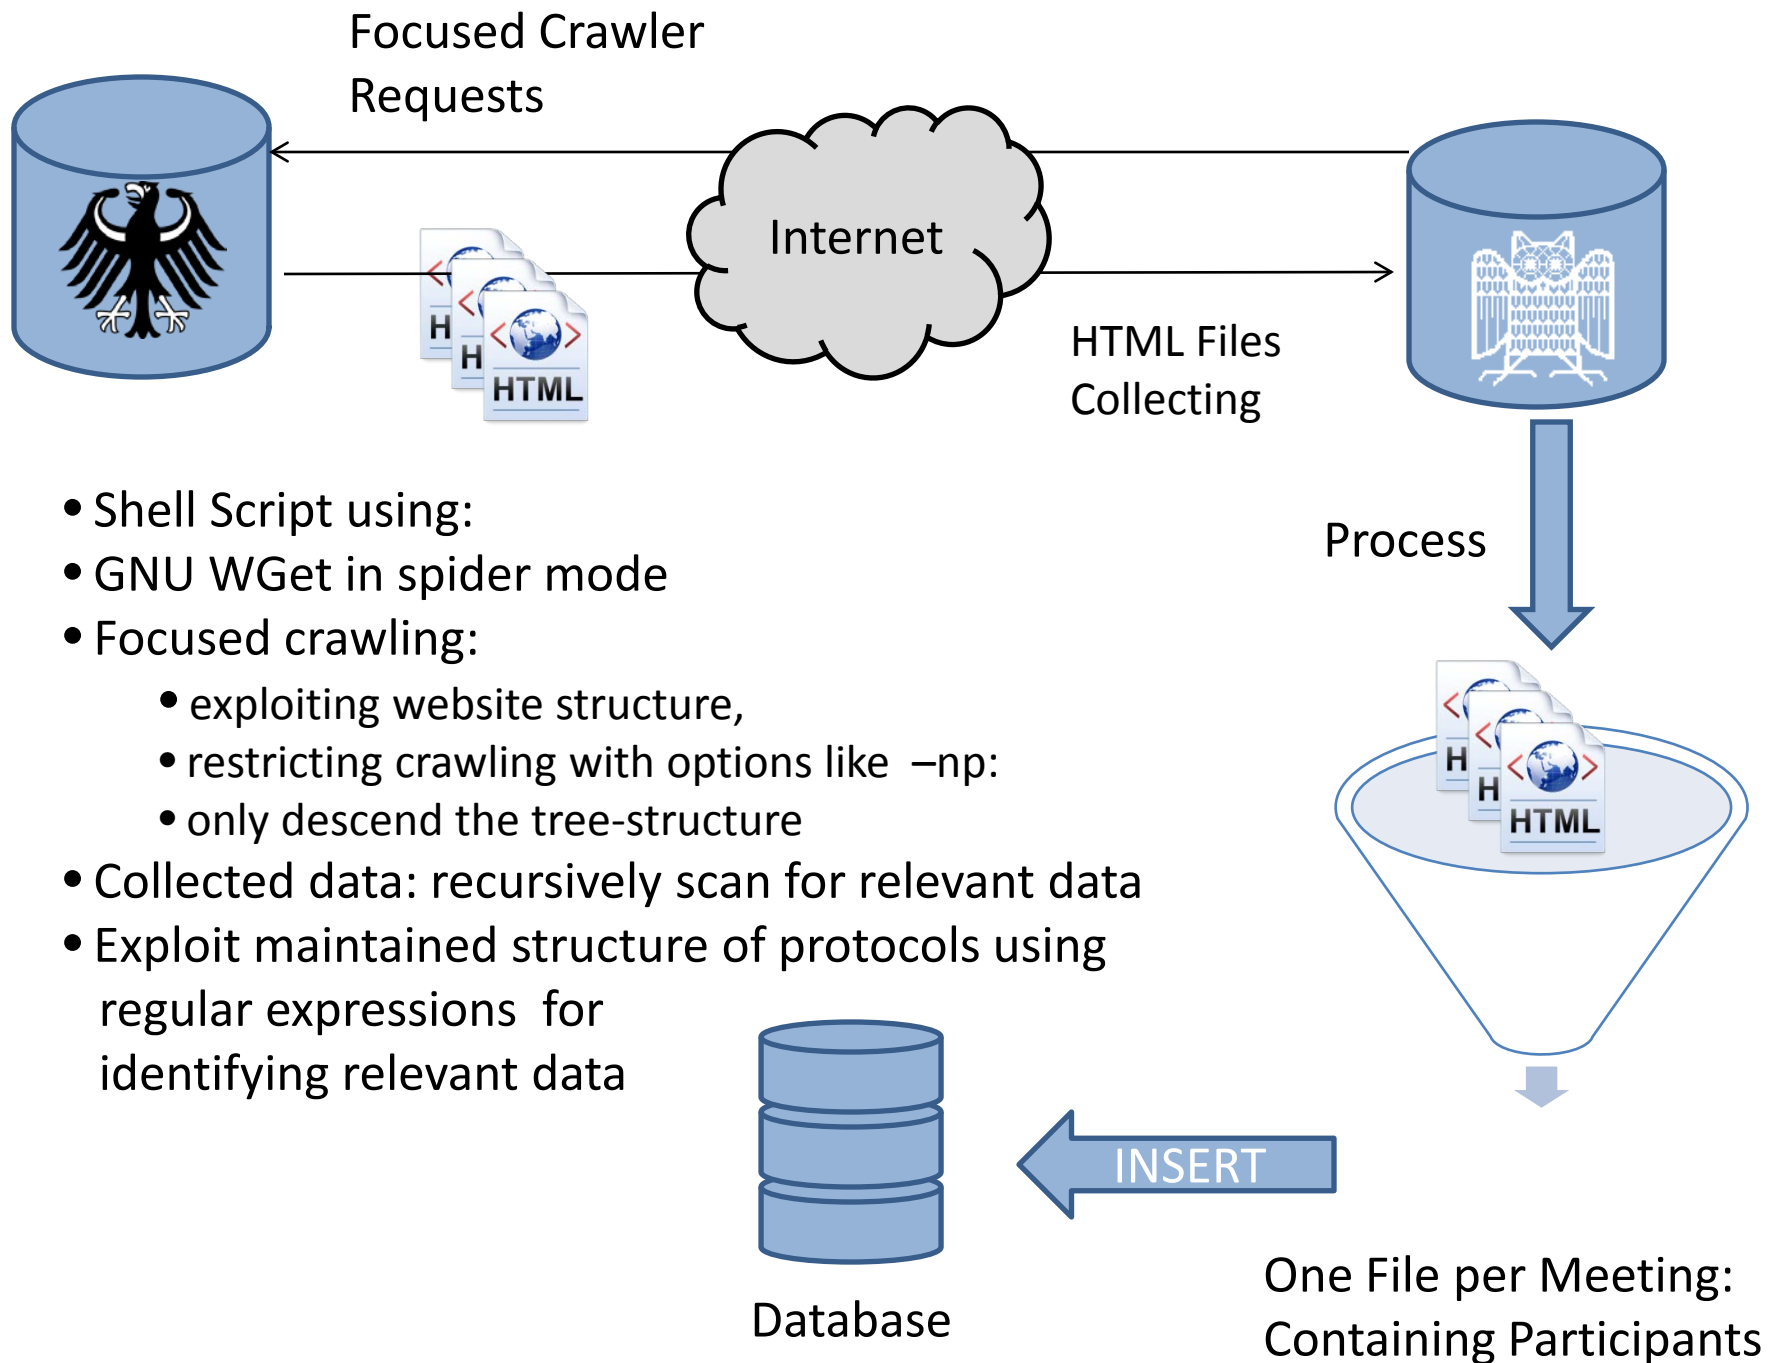 Focused Crawler
Requests
Internet
H
H
HTML
HTML Files
Collecting
• Shell Script using:
• GNU WGet in spider mode
• Focused crawling:
• exploiting website structure,
• restricting crawling with options like –np:
• only descend the tree-structure
• Collected data: recursively scan for relevant data
• Exploit maintained structure of protocols using
regular expressions for
identifying relevant data
Process
H
H
HTML
INSERT
Database
One File per Meeting:
Containing Participants